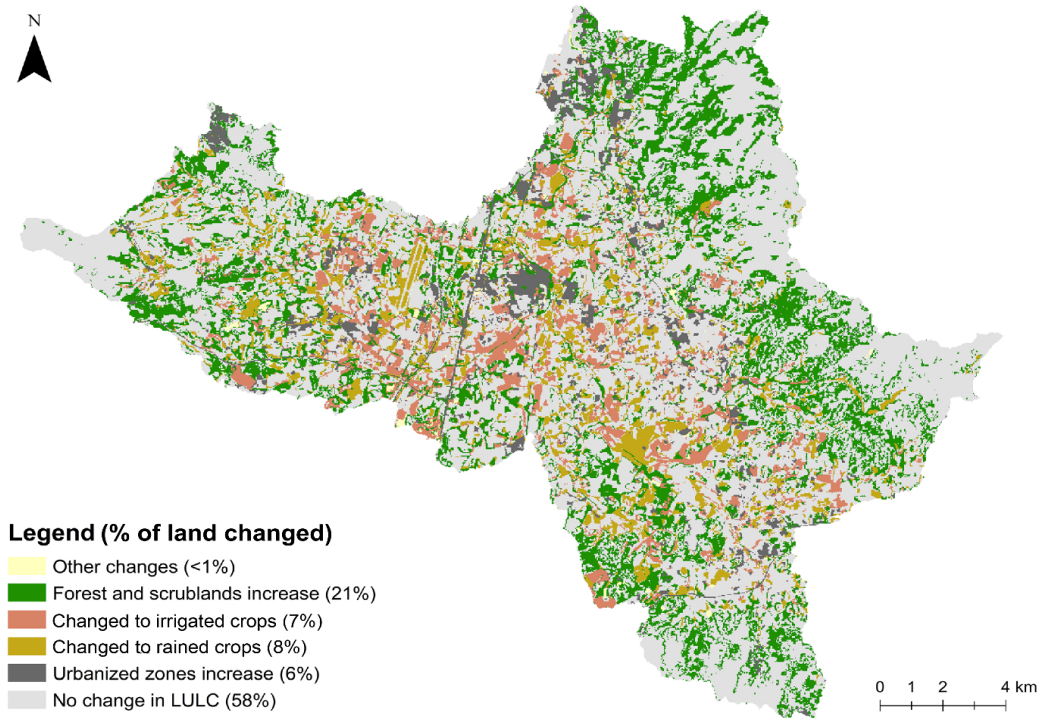 N
Legend (% of land changed)
Other changes (<1%)
Forest and scrublands increase (21%)
Changed to irrigated crops (7%)
Changed to rained crops (8%)
Urbanized zones increase (6%)
No change in LULC (58%)
0 1 2 4 km